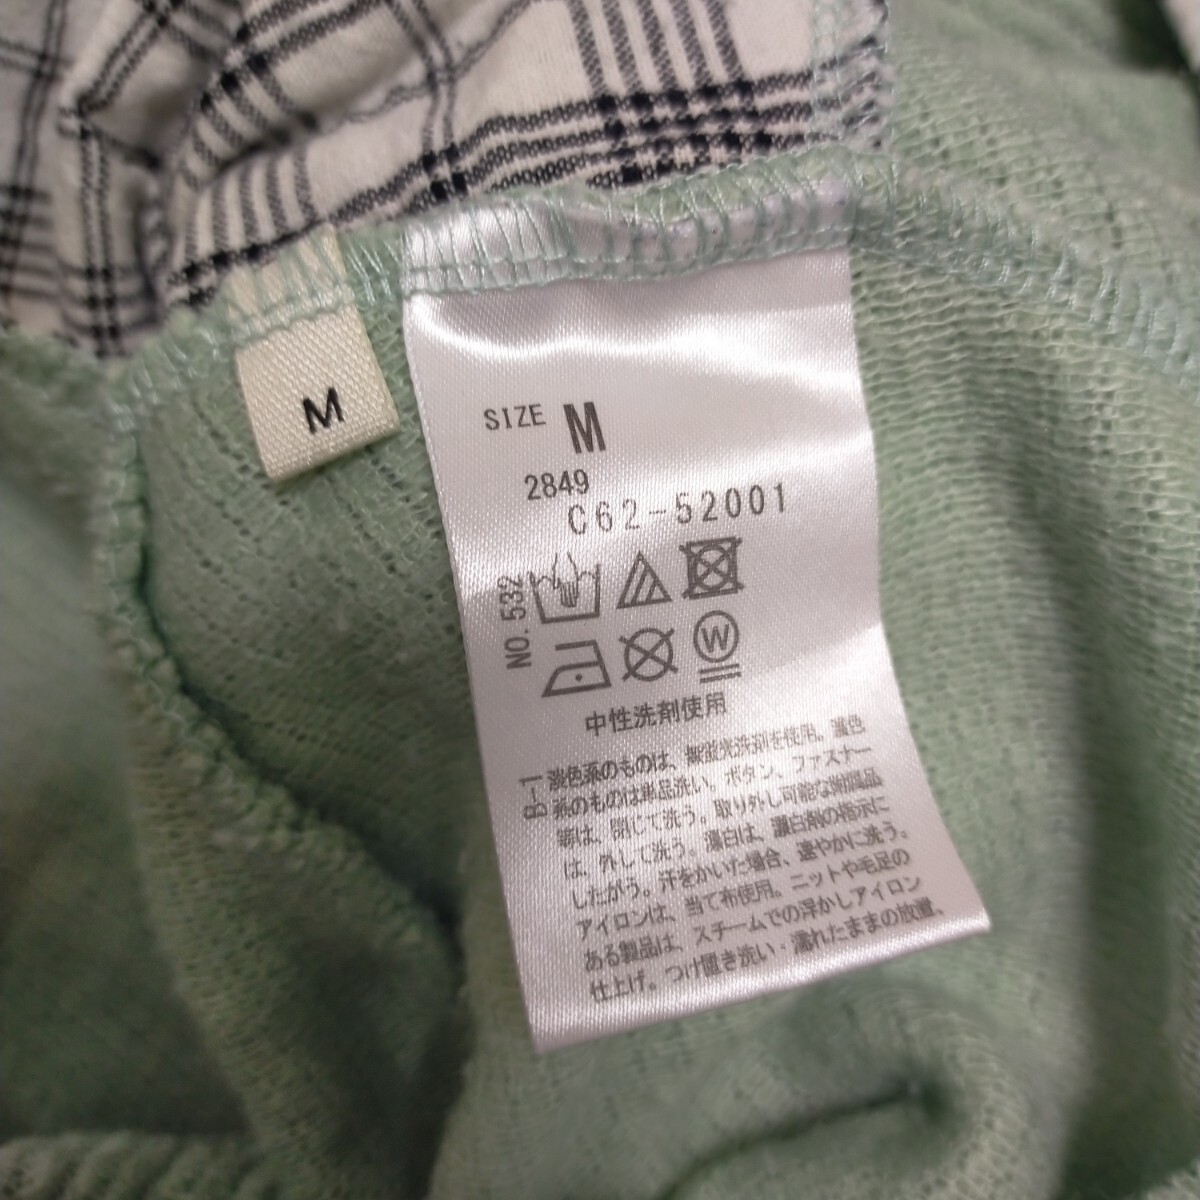 M
SIZE M
2849
C62-52001
NO.532
W
中性洗剤使用
B-1
淡色系のものは、無蛍光洗剤を使用。濃色
系のものは単品洗い、ボタン、ファスナー
等は、閉じて洗う。取り外し可能な附属品
は、外して洗う。漂白は、漂白剤の指示に
したがう。汗をかいた場合、速やかに洗う。
アイロンは、当て布使用。ニットや毛足の
ある製品は、スチームでの浮かしアイロン
仕上げ。つけ置き洗い・濡れたままの放置、